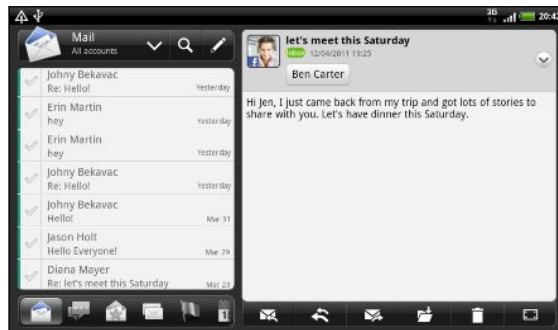 3G
20:42
Mail
All accounts
Johny Bekavac
Re: Hello!
Yesterday
Erin Martin
hey
Yesterday
Erin Martin
hey
Yesterday
Johny Bekavac
Re: Hello!
Yesterday
Johny Bekavac
Hello!
Mar 31
Jason Holt
Hello Everyone!
Mar 29
Diana Mayer
Re: let's meet this Saturday
Mar 23
let's meet this Saturday
Inbox 12/04/2011 19:25
Ben Carter
Hi Jen, I just came back from my trip and got lots of stories to
share with you. Let's have dinner this Saturday.